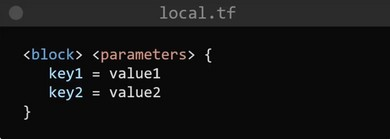 local.tf
<block> <parameters> {
key1 = value1
key2 = value2
}